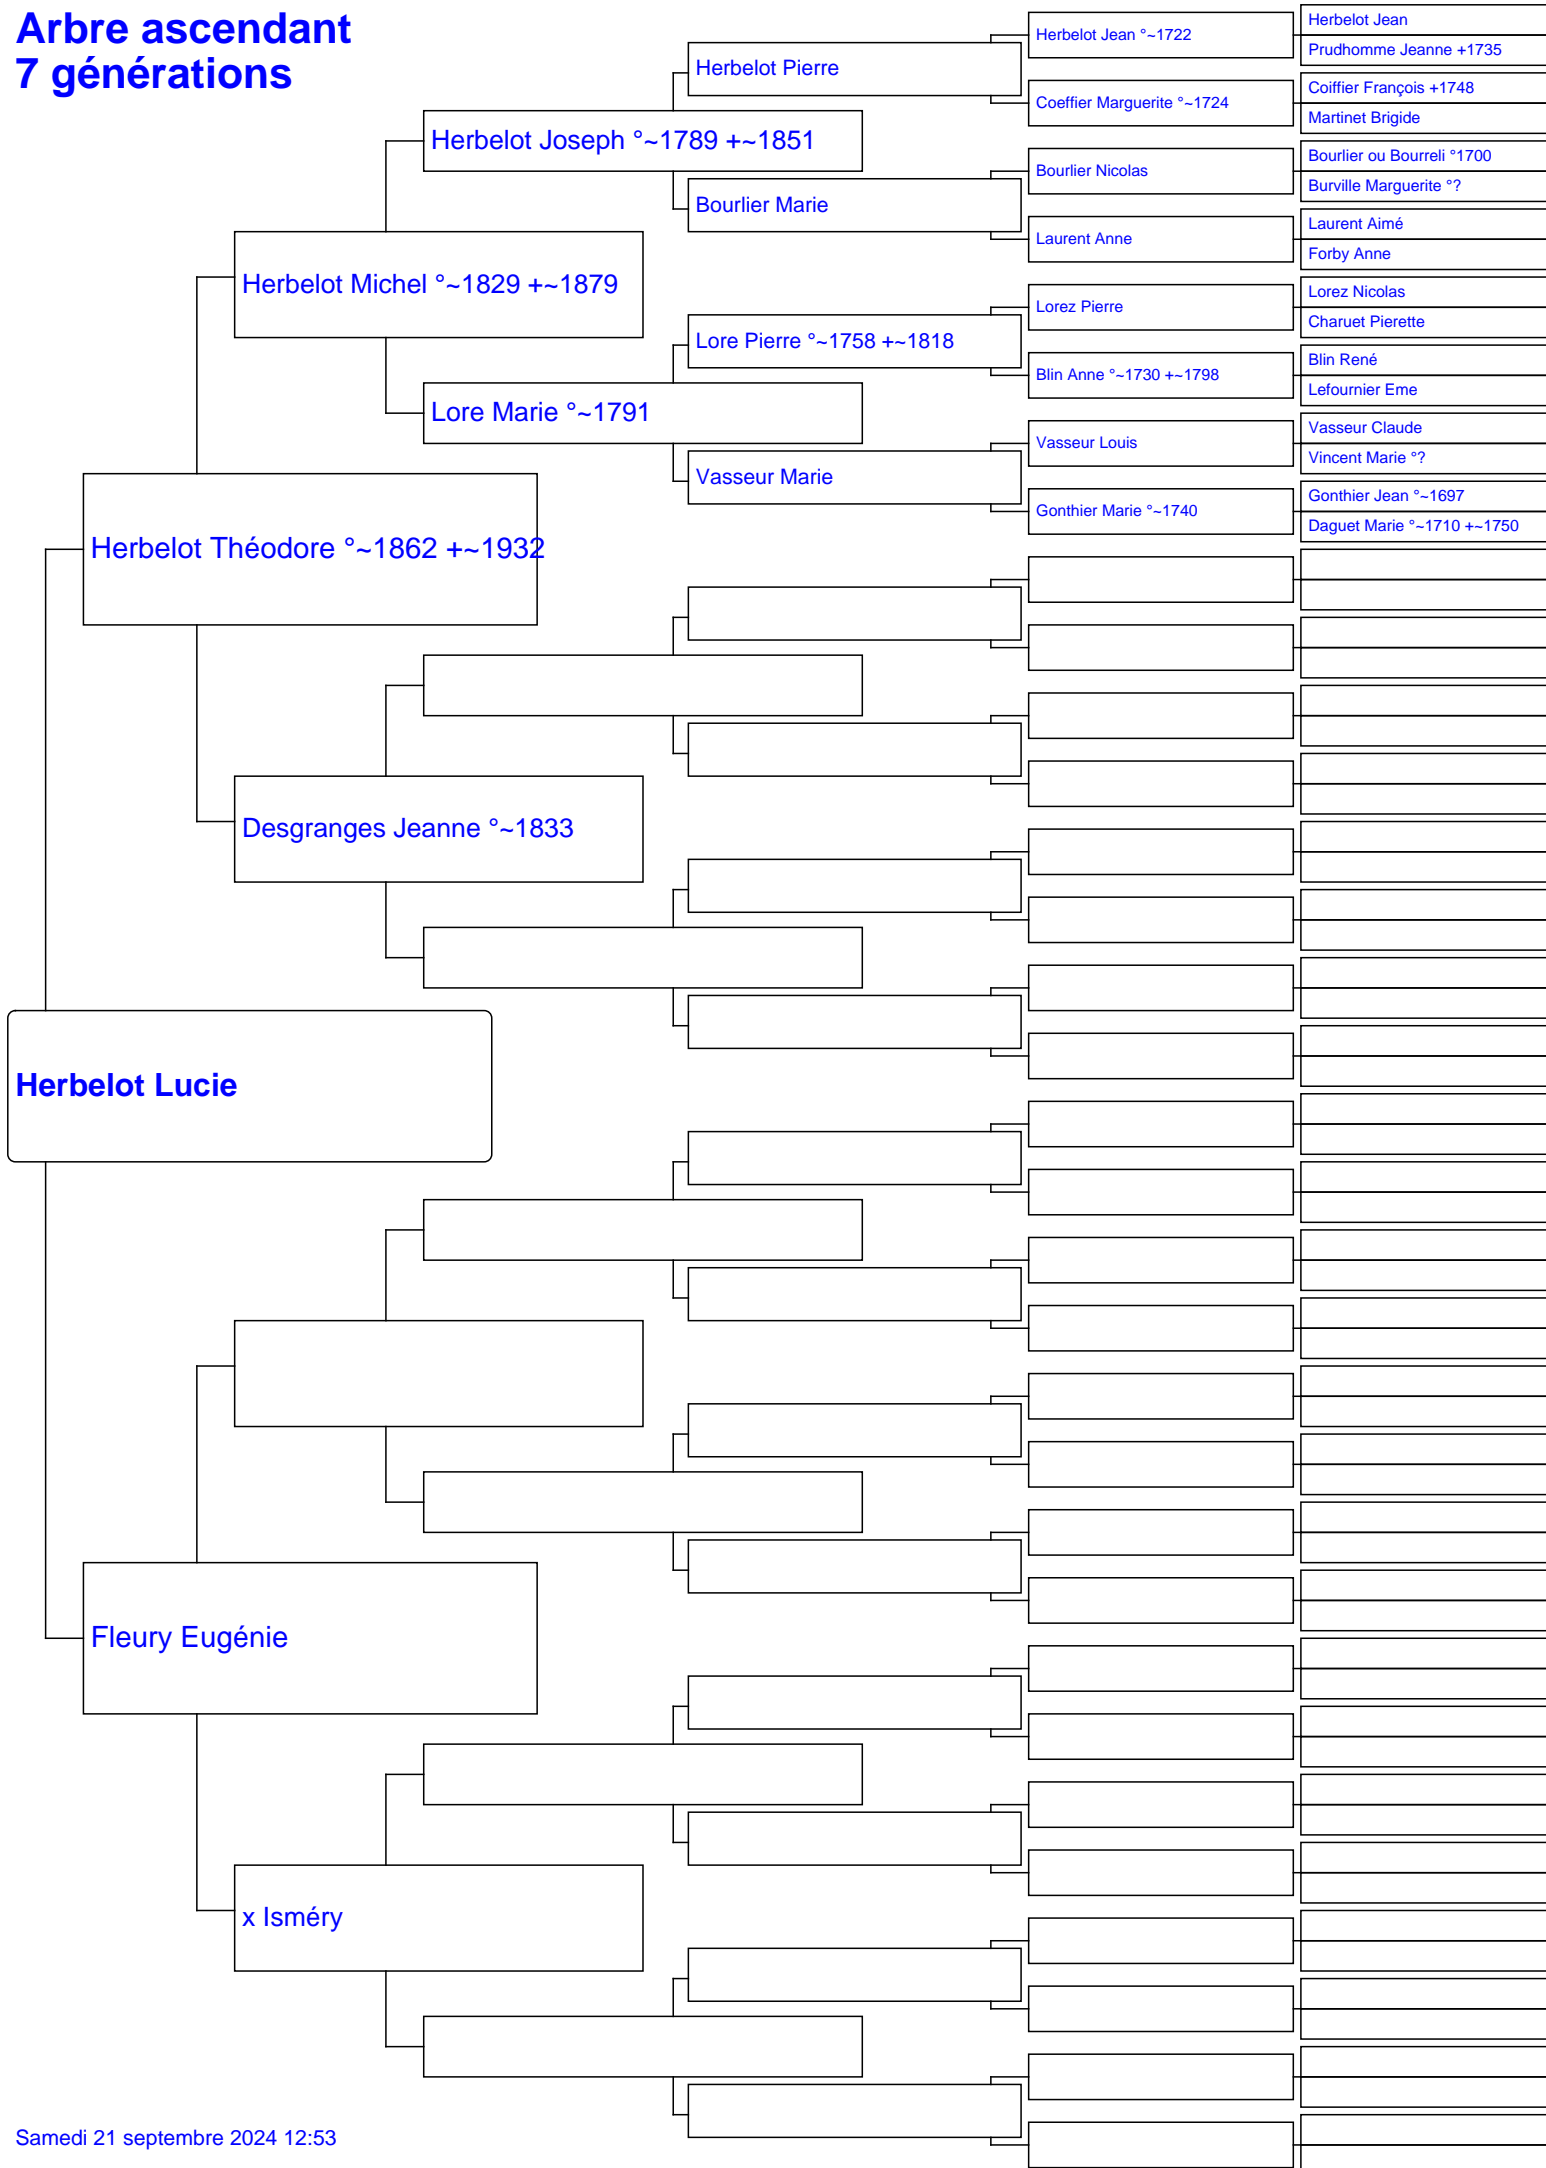 Arbre ascendant
7 générations
Herbelot Lucie
Herbelot Théodore °~1862 +~1932
Fleury Eugénie
Herbelot Michel °~1829 +~1879
Desgranges Jeanne °~1833
x Isméry
Herbelot Joseph °~1789 +~1851
Lore Marie °~1791
Herbelot Pierre
Bourlier Marie
Lore Pierre °~1758 +~1818
Vasseur Marie
Herbelot Jean °~1722
Coeffier Marguerite °~1724
Bourlier Nicolas
Laurent Anne
Lorez Pierre
Blin Anne °~1730 +~1798
Vasseur Louis
Gonthier Marie °~1740
Herbelot Jean
Prudhomme Jeanne +1735
Coiffier François +1748
Martinet Brigide
Bourlier ou Bourreli °1700
Burville Marguerite °?
Laurent Aimé
Forby Anne
Lorez Nicolas
Charuet Pierette
Blin René
Lefournier Eme
Vasseur Claude
Vincent Marie °?
Gonthier Jean °~1697
Daguet Marie °~1710 +~1750
Samedi 21 septembre 2024 12:53